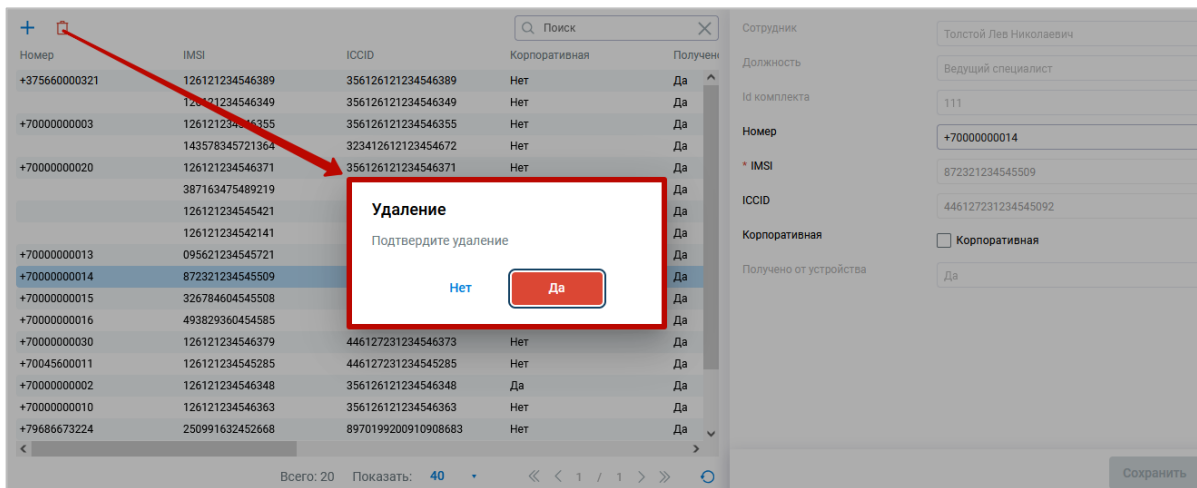 Поиск
Номер IMSI ICCID Корпоративная Получен
+375660000321 126121234546389 356126121234546389 Нет Да
126121234546349 356126121234546349 Нет Да
+70000000003 126121234546355 356126121234546355 Нет Да
143578345721364 323412612123454672 Нет Да
+70000000020 126121234546371 356126121234546371 Нет Да
387163475489219 Да
126121234545421 Да
126121234542141 Да
+70000000013 095621234545721 Да
+70000000014 872321234545509 Да
+70000000015 326784604545508 Да
+70000000016 493829360454585 Да
+70000000030 126121234546379 446127231234546373 Нет Да
+70045600011 126121234545285 446127231234545285 Нет Да
+70000000002 126121234546348 356126121234546348 Да Да
+70000000010 126121234546363 356126121234546363 Нет Да
+79686673224 250991632452668 8970199200910908683 Нет Да
Всего: 20 Показать: 40 1 / 1
Удаление
Подтвердите удаление
Нет Да
Сотрудник Толстой Лев Николаевич
Должность Ведущий специалист
Id комплекта 111
Номер +70000000014
* IMSI 872321234545509
ICCID 446127231234545092
Корпоративная Корпоративная
Получено от устройства Да
Сохранить